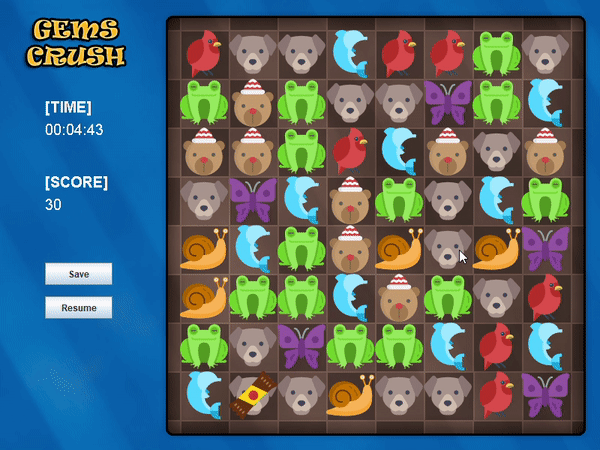 GEMS
CRUSH
[TIME]
00:04:43
[SCORE]
30
Save
Resume